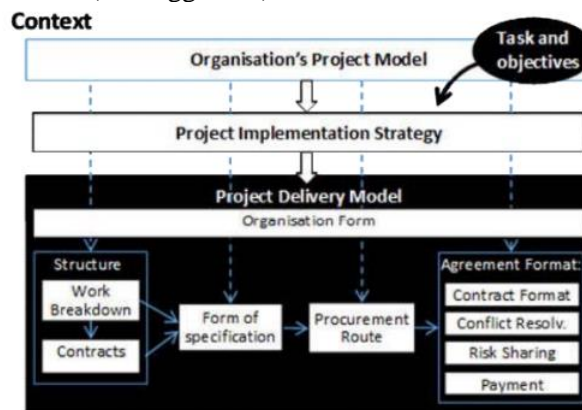 Context
Task and
objectives
Organisation's Project Model
Project Implementation Strategy
Project Delivery Model
Organisation Form
Structure
Work
Breakdown
Contracts
Form of
specification
Procurement
Route
Agreement Format:
Contract Format
Conflict Resolv.
Risk Sharing
Payment